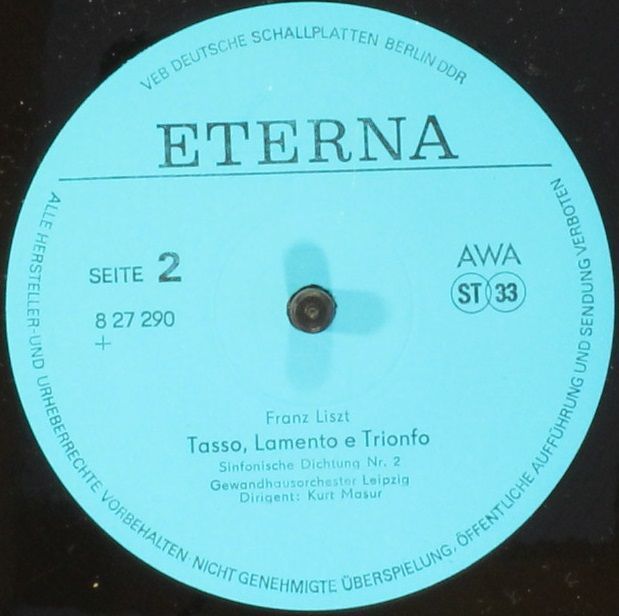 VEB DEUTSCHE SCHALLPLATTEN BERLIN DDR
ETERNA
SEITE 2
AWA
ST 33
8 27 290
+
Franz Liszt
Tasso, Lamento e Trionfo
Sinfonische Dichtung Nr. 2
Gewandhausorchester Leipzig
Dirigent: Kurt Masur
ALLE HERSTELLER-UND URHEBERRECHTE VORBEHALTEN. NICHT GENEHMIGTE ÜBERSPIELUNG, ÖFFENTLICHE AUFFÜHRUNG UND SENDUNG VERBOTEN